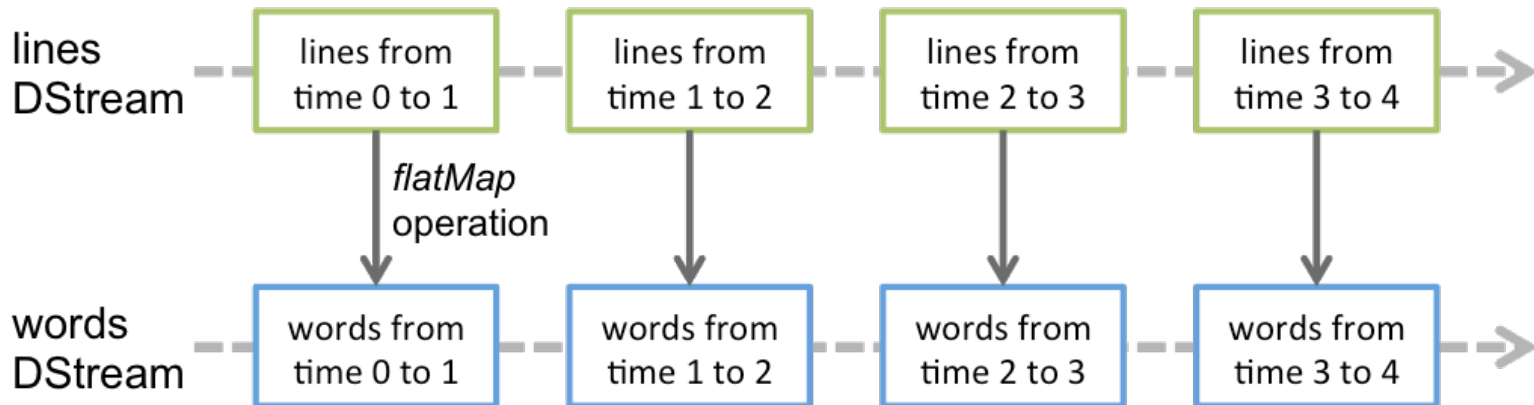 lines
DStream
lines from
time 0 to 1
lines from
time 1 to 2
lines from
time 2 to 3
lines from
time 3 to 4
flatMap
operation
words
DStream
words from
time 0 to 1
words from
time 1 to 2
words from
time 2 to 3
words from
time 3 to 4